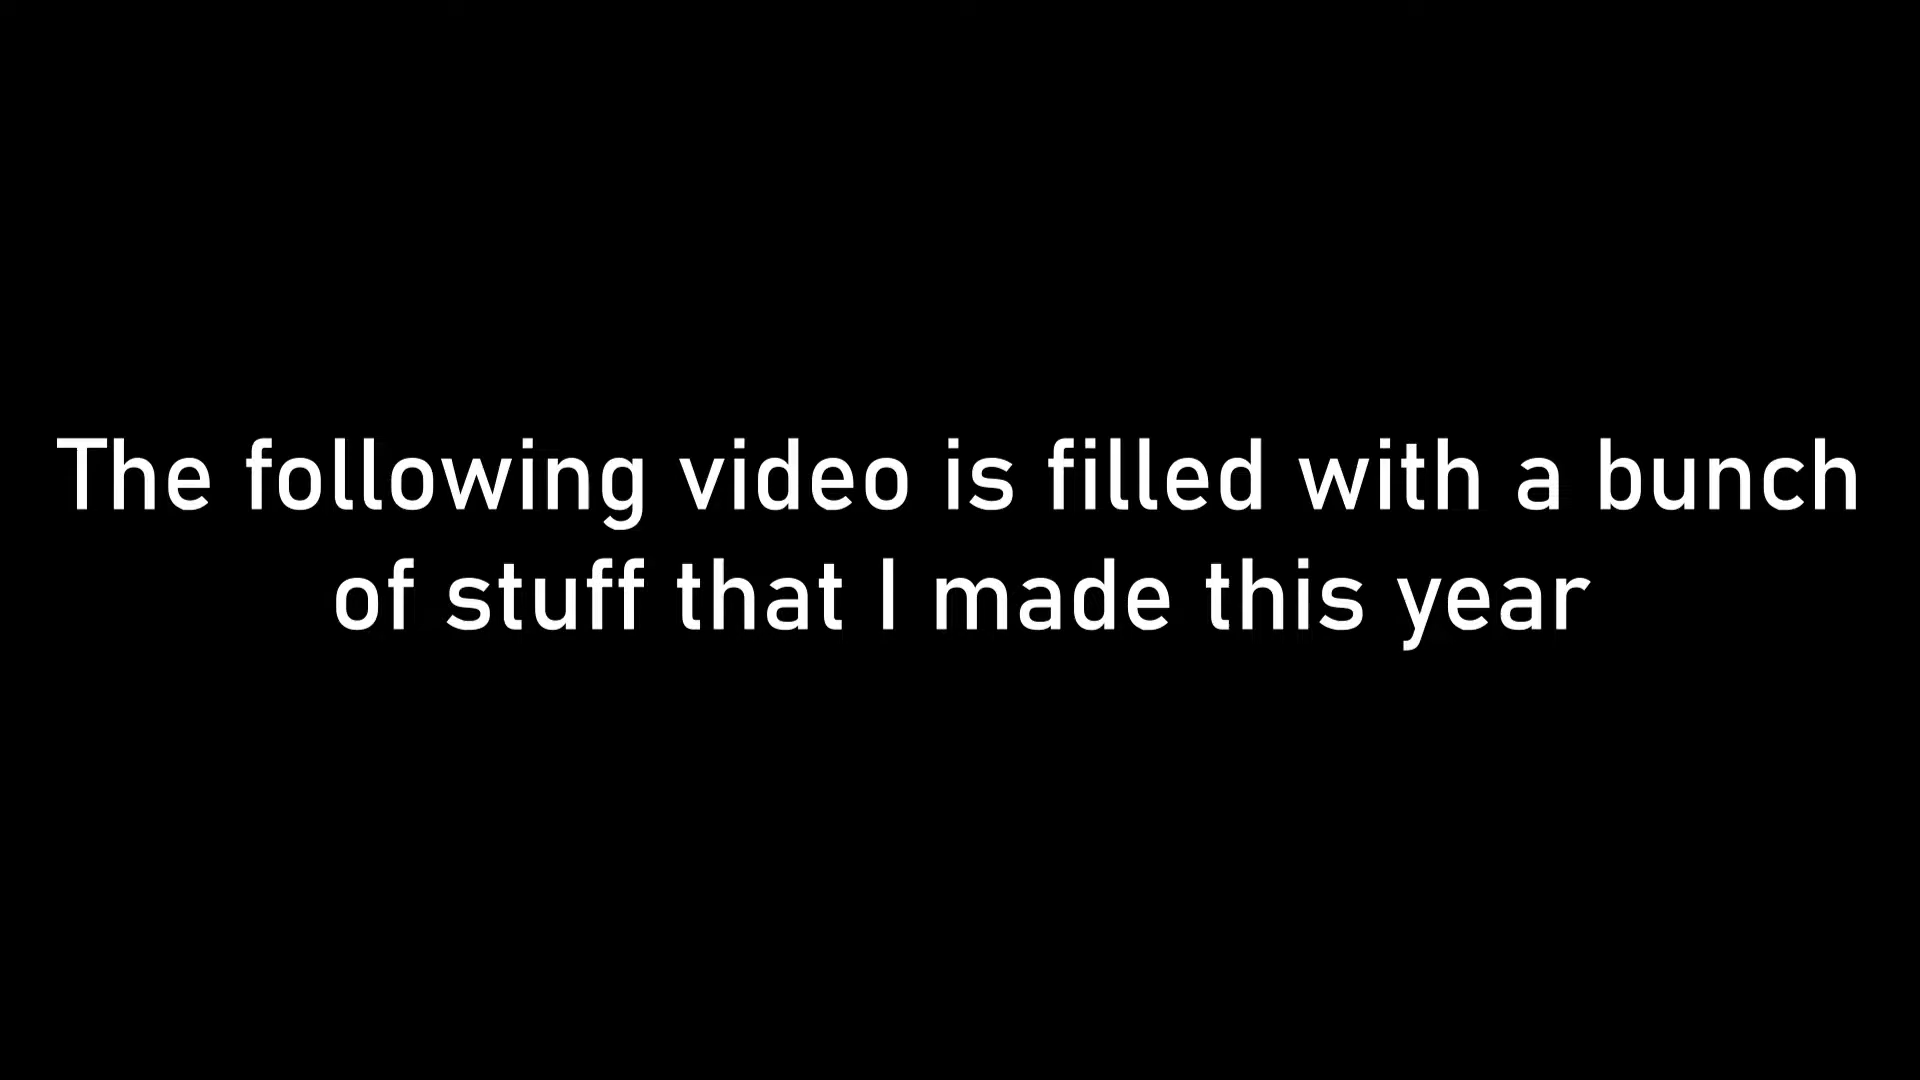 The following video is filled with a bunch
of stuff that I made this year